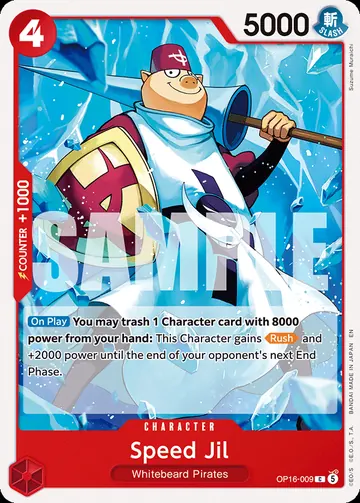 4
5000
斬
SLASH
Suzume Muraichi
COUNTER +1000
SAMPLE
On Play You may trash 1 Character card with 8000
power from your hand: This Character gains Rush and
+2000 power until the end of your opponent's next End
Phase.
CHARACTER
Speed Jil
Whitebeard Pirates
OP16-009 C 5
©E.O./S. ©E.O./S., T.A. BANDAI MADE IN JAPAN EN